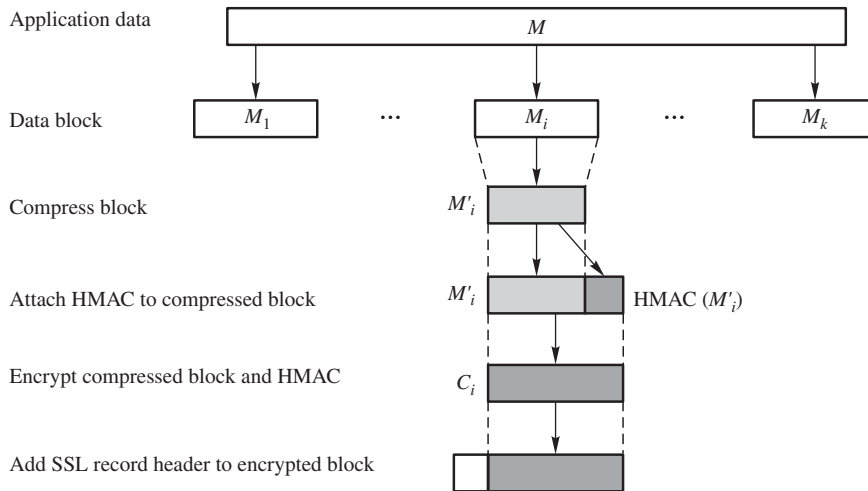 Application data
M
Data block
M1 ... Mi ... Mk
Compress block M'i
Attach HMAC to compressed block M'i HMAC (M'i)
Encrypt compressed block and HMAC Ci
Add SSL record header to encrypted block